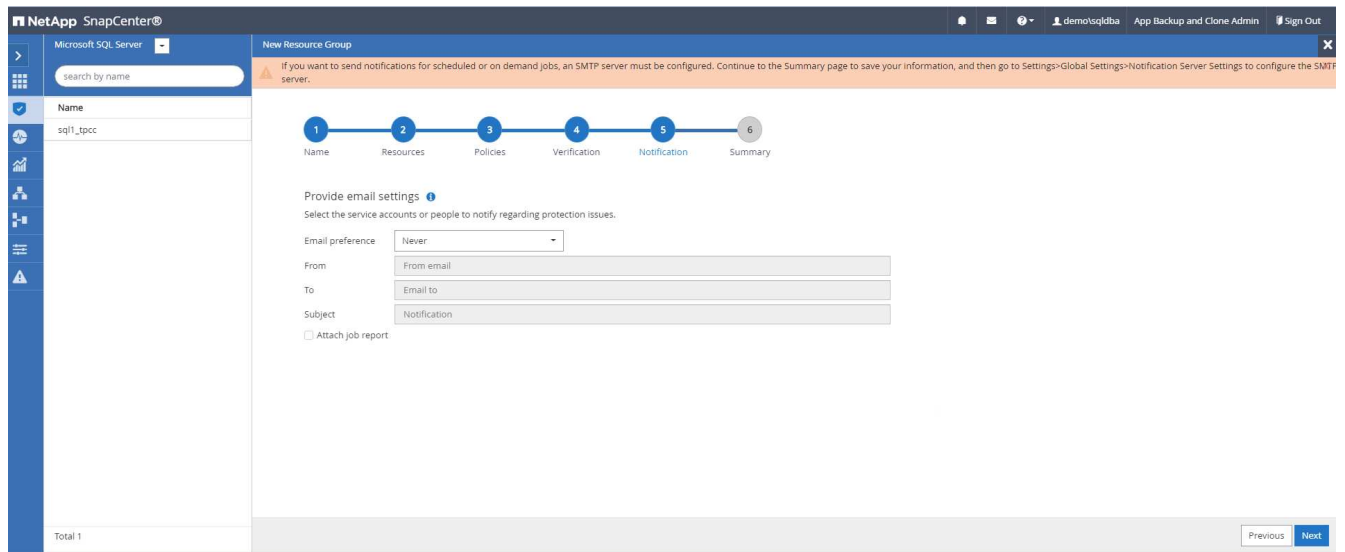 NetApp SnapCenter®
demo\sqldba App Backup and Clone Admin Sign Out
Microsoft SQL Server
New Resource Group
search by name
If you want to send notifications for scheduled or on demand jobs, an SMTP server must be configured. Continue to the Summary page to save your information, and then go to Settings>Global Settings>Notification Server Settings to configure the SMTP
server.
Name
sql1_tpcc
1 2 3 4 5 6
Name Resources Policies Verification Notification Summary
Provide email settings
Select the service accounts or people to notify regarding protection issues.
Email preference Never
From From email
To Email to
Subject Notification
Attach job report
Total 1
Previous Next